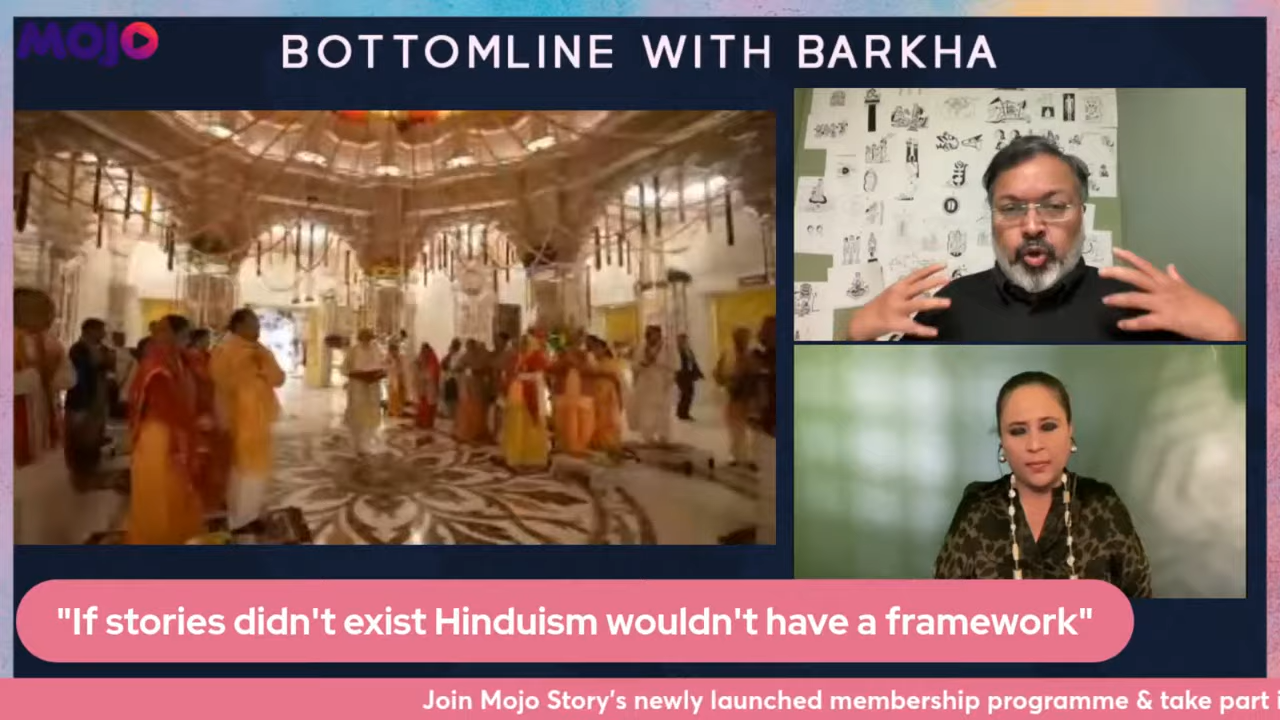 MOJO
BOTTOMLINE WITH BARKHA
"If stories didn't exist Hinduism wouldn't have a framework"
Join Mojo Story's newly launched membership programme & take part i